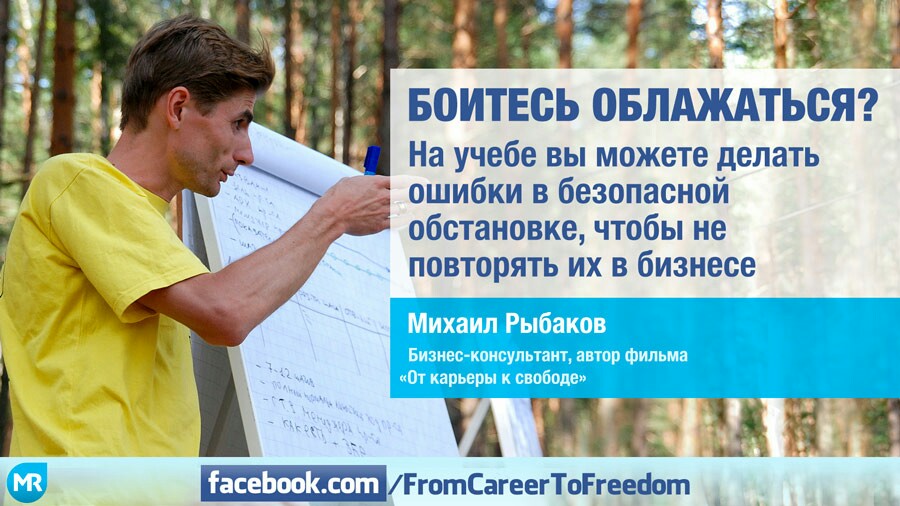 БОИТЕСЬ ОБЛАЖАТЬСЯ?
На учебе вы можете делать
ошибки в безопасной
обстановке, чтобы не
повторять их в бизнесе
Михаил Рыбаков
Бизнес-консультант, автор фильма
«От карьеры к свободе»
MR
facebook.com/FromCareerToFreedom